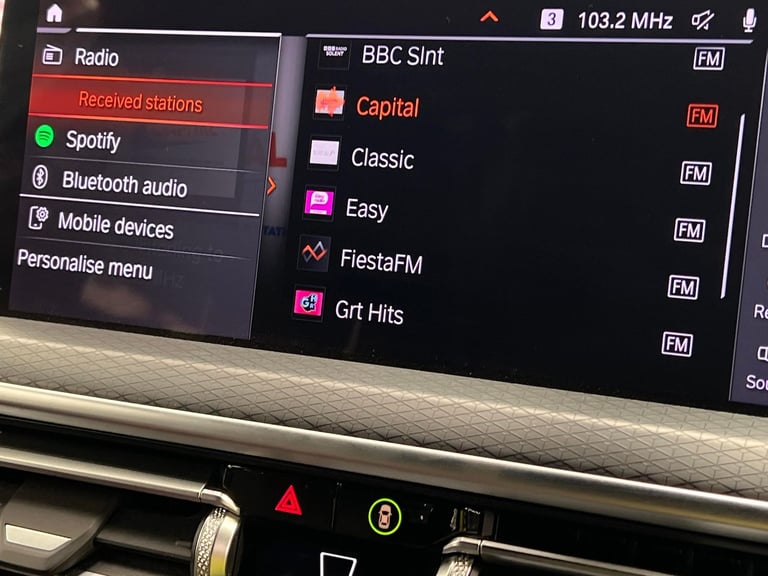 3 103.2 MHz
Radio
Received stations
Spotify
Bluetooth audio
Mobile devices
Personalise menu
BBC Slnt FM
Capital FM
Classic FM
Easy FM
FiestaFM FM
Grt Hits FM